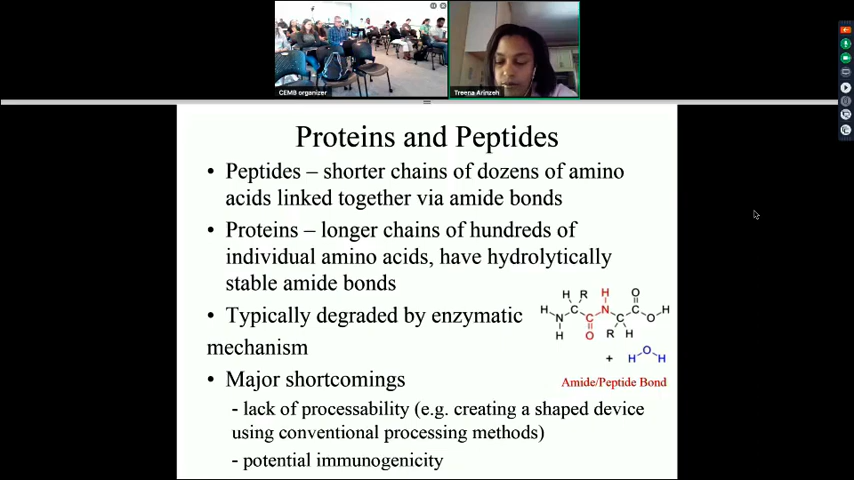 CEMB organizer
Treena Arinzeh
Proteins and Peptides
• Peptides – shorter chains of dozens of amino
acids linked together via amide bonds
• Proteins – longer chains of hundreds of
individual amino acids, have hydrolytically
stable amide bonds
• Typically degraded by enzymatic
mechanism
• Major shortcomings
- lack of processability (e.g. creating a shaped device
using conventional processing methods)
- potential immunogenicity
H R H O
H N C C N C C O H
H O R H
+ H O H
Amide/Peptide Bond